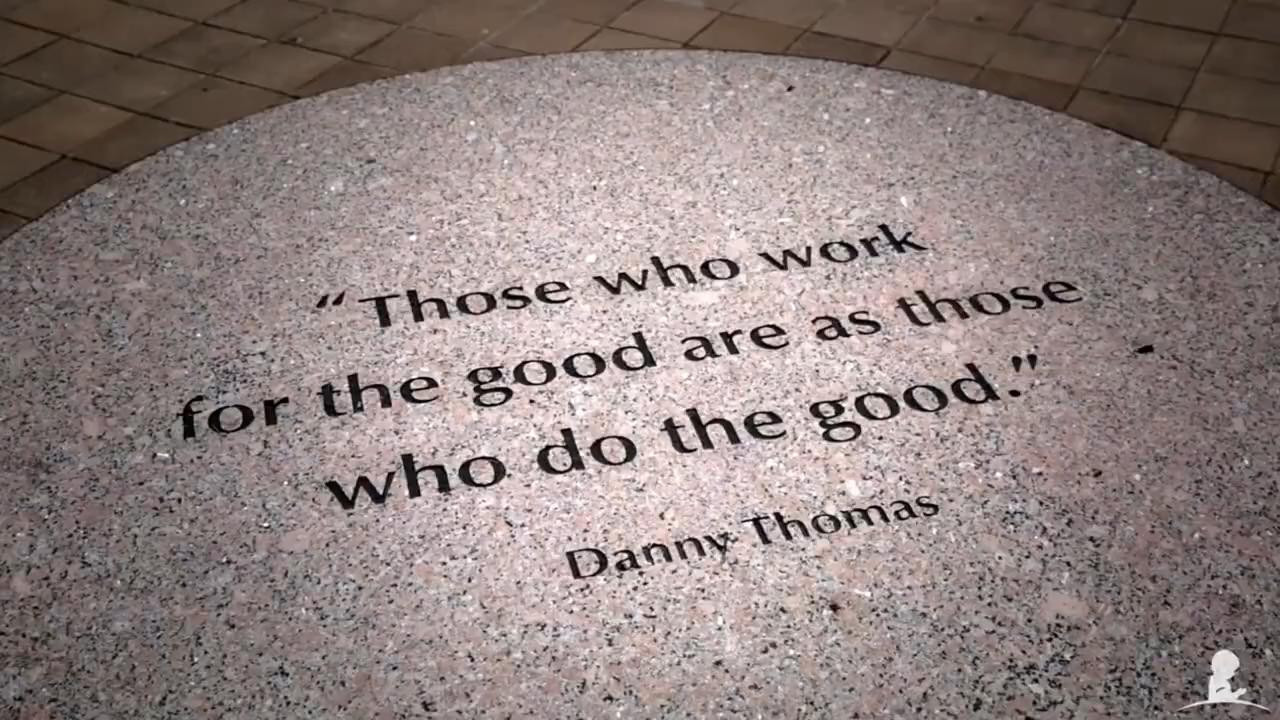 “Those who work
for the good are as those
who do the good.”
Danny Thomas